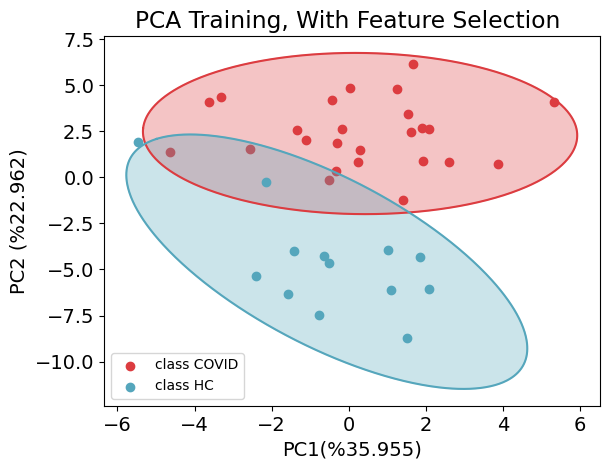 PCA Training, With Feature Selection
7.5
5.0
2.5
0.0
−2.5
−5.0
−7.5
−10.0
PC2 (%22.962)
class COVID
class HC
−6 −4 −2 0 2 4 6
PC1(%35.955)